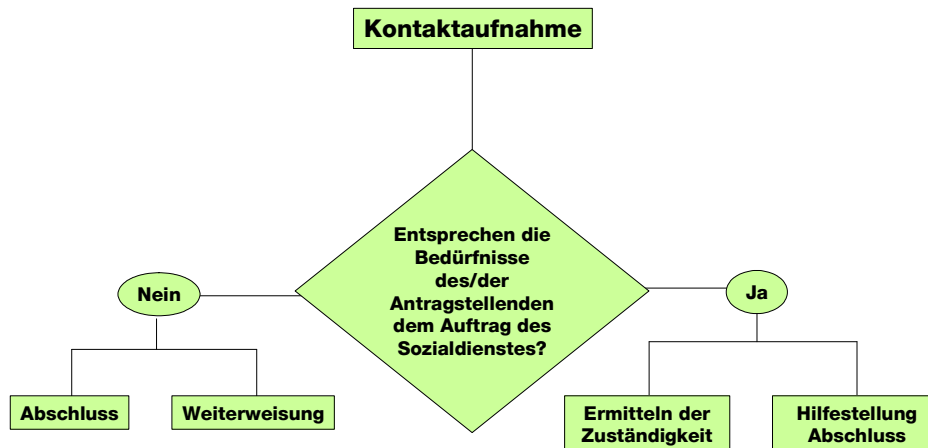 Kontaktaufnahme
Entsprechen die
Bedürfnisse
des/der
Antragstellenden
dem Auftrag des
Sozialdienstes?
Nein
Ja
Abschluss
Weiterweisung
Ermitteln der
Zuständigkeit
Hilfestellung
Abschluss